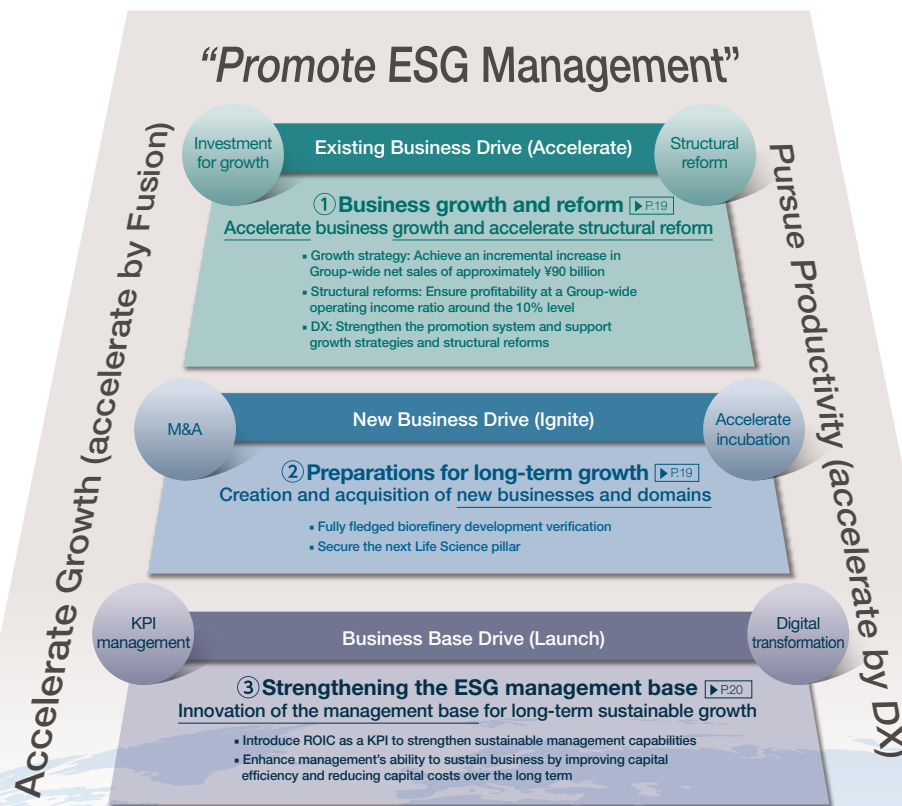 “Promote ESG Management”
Accelerate Growth (accelerate by Fusion)
Pursue Productivity (accelerate by DX)
Investment
for growth
Existing Business Drive (Accelerate)
Structural
reform
①Business growth and reform ▶P.19
Accelerate business growth and accelerate structural reform
▪ Growth strategy: Achieve an incremental increase in
Group-wide net sales of approximately ¥90 billion
▪ Structural reforms: Ensure profitability at a Group-wide
operating income ratio around the 10% level
▪ DX: Strengthen the promotion system and support
growth strategies and structural reforms
M&A
New Business Drive (Ignite)
Accelerate
incubation
②Preparations for long-term growth ▶P.19
Creation and acquisition of new businesses and domains
▪ Fully fledged biorefinery development verification
▪ Secure the next Life Science pillar
KPI
management
Business Base Drive (Launch)
Digital
transformation
③Strengthening the ESG management base ▶P.20
Innovation of the management base for long-term sustainable growth
▪ Introduce ROIC as a KPI to strengthen sustainable management capabilities
▪ Enhance management’s ability to sustain business by improving capital
efficiency and reducing capital costs over the long term